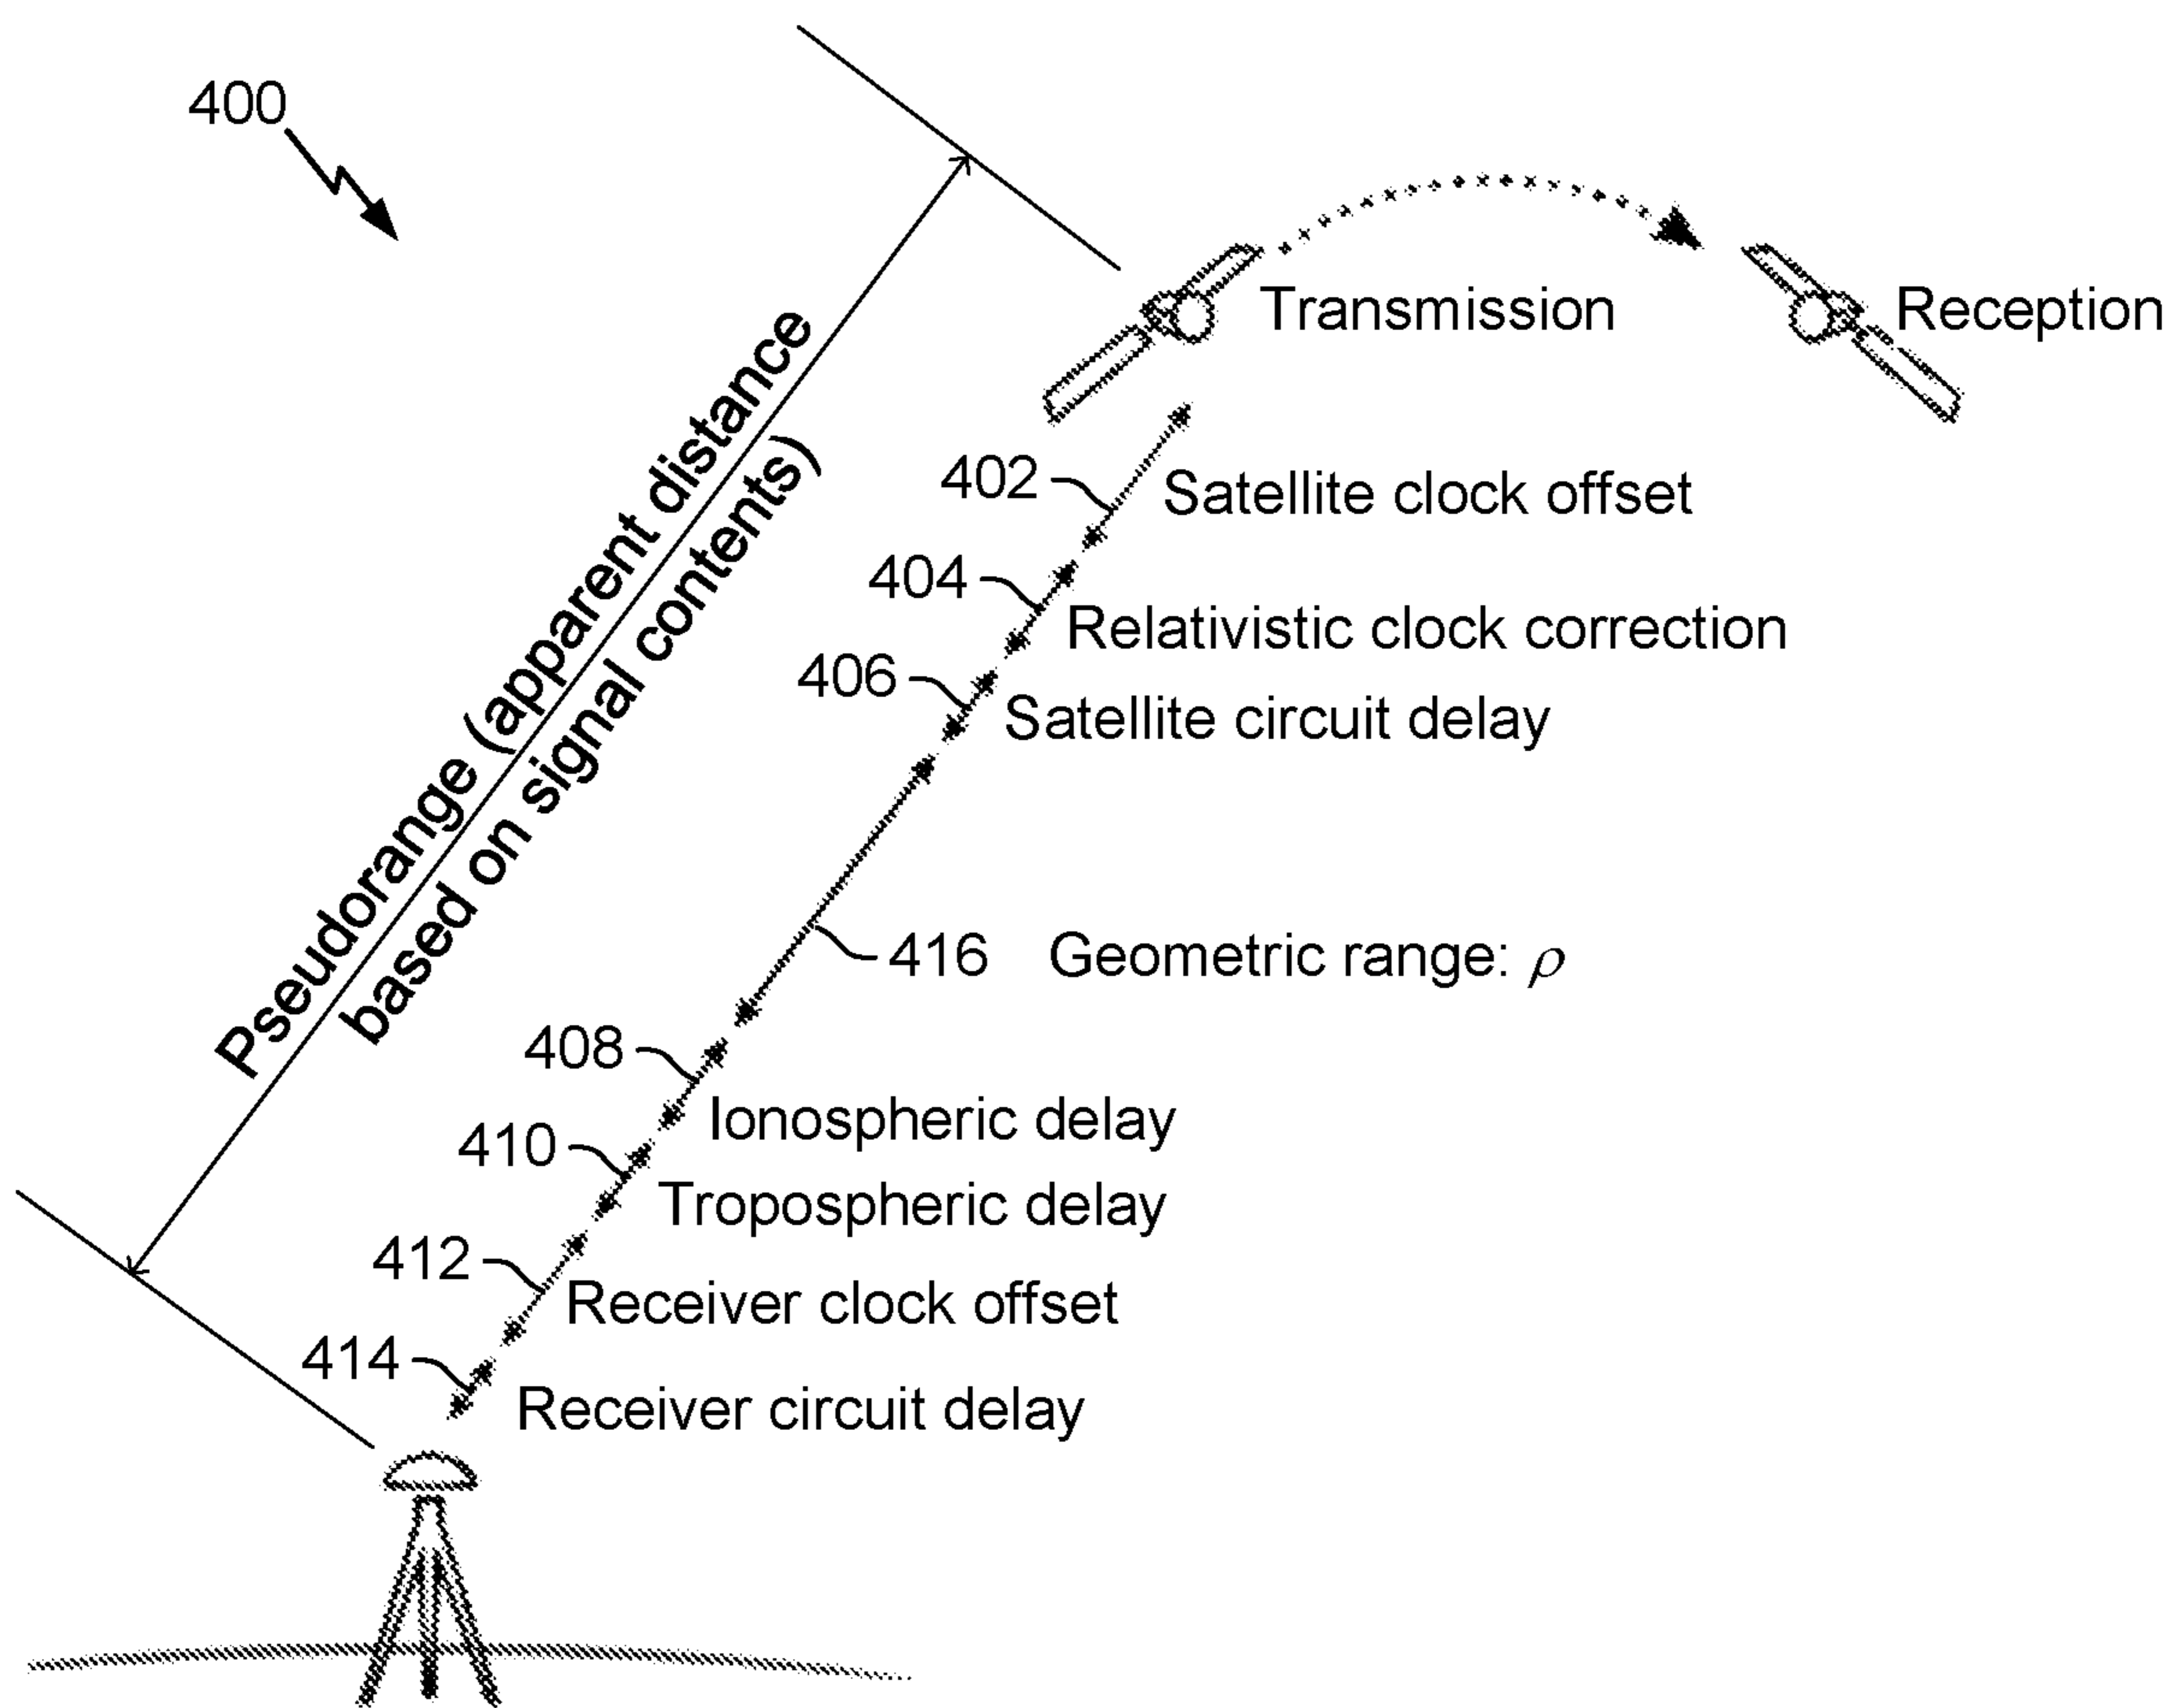 400
Transmission
Reception
Pseudorange (apparent distance
based on signal contents)
402 Satellite clock offset
404 Relativistic clock correction
406 Satellite circuit delay
416 Geometric range: ρ
408 Ionospheric delay
410 Tropospheric delay
412 Receiver clock offset
414 Receiver circuit delay